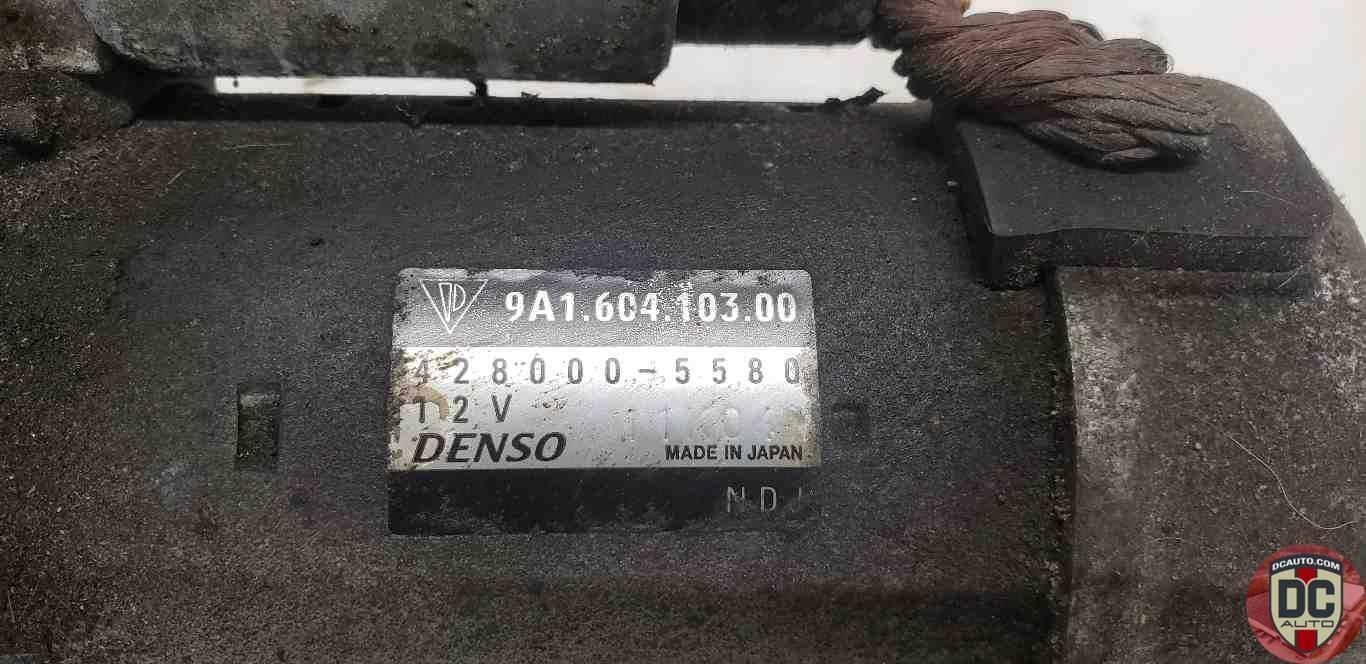 9A1.604.103.00
428000-5580
12V
DENSO
MADE IN JAPAN
NDJ
DCAUTO.COM
DC
AUTO